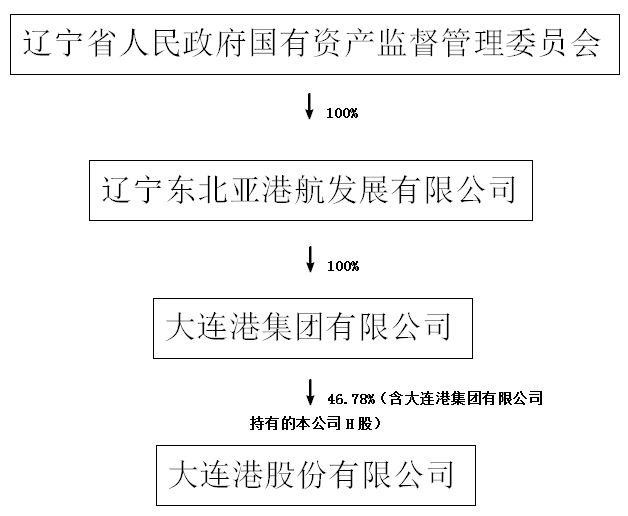 辽宁省人民政府国有资产监督管理委员会
100%
辽宁东北亚港航发展有限公司
100%
大连港集团有限公司
46.78%(含大连港集团有限公司
持有的本公司H股)
大连港股份有限公司